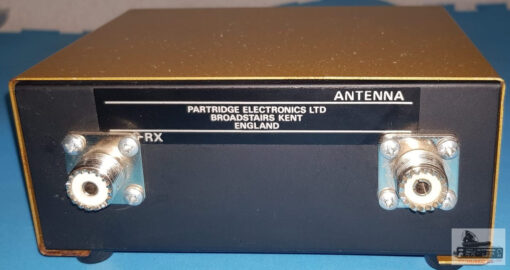 ANTENNA
PARTRIDGE ELECTRONICS LTD
BROADSTAIRS KENT
ENGLAND
RX